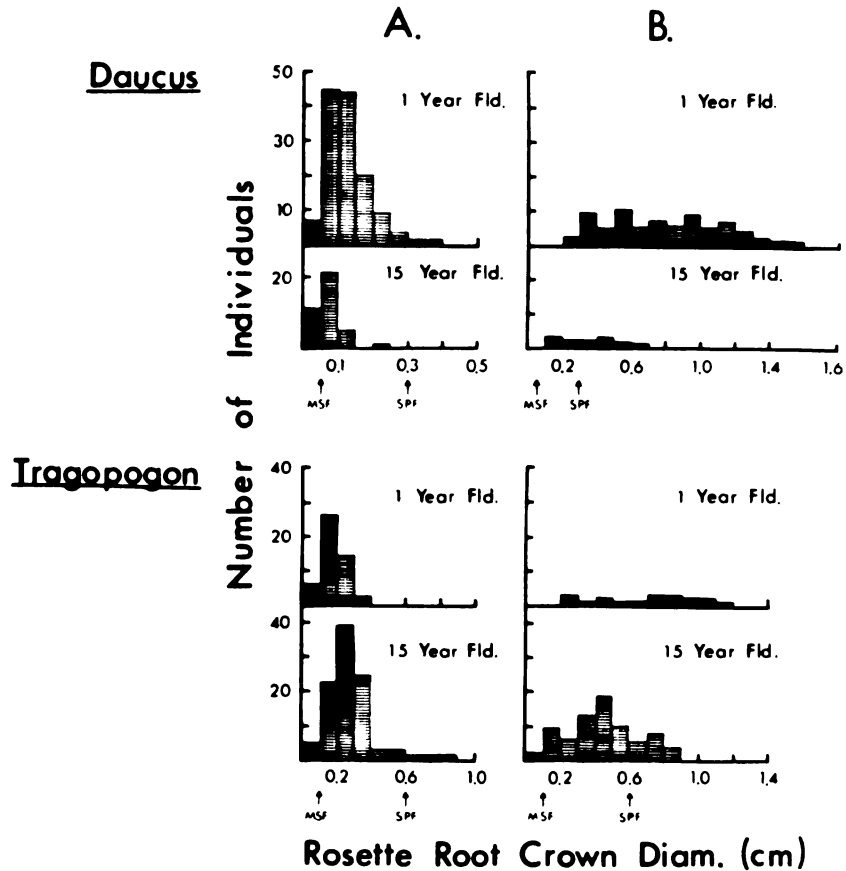 A. B.
Daucus
50
30
10
1 Year Fld.
1 Year Fld.
20
15 Year Fld.
15 Year Fld.
0.1 0.3 0.5
0.2 0.6 1.0 1.4 1.6
MSF SPF
MSF SPF
Number of Individuals
Tragopogon
40
20
1 Year Fld.
1 Year Fld.
1.4
40
20
15 Year Fld.
15 Year Fld.
0.2 0.6 1.0
0.2 0.6 1.0 1.4
MSF SPF
MSF SPF
Rosette Root Crown Diam. (cm)